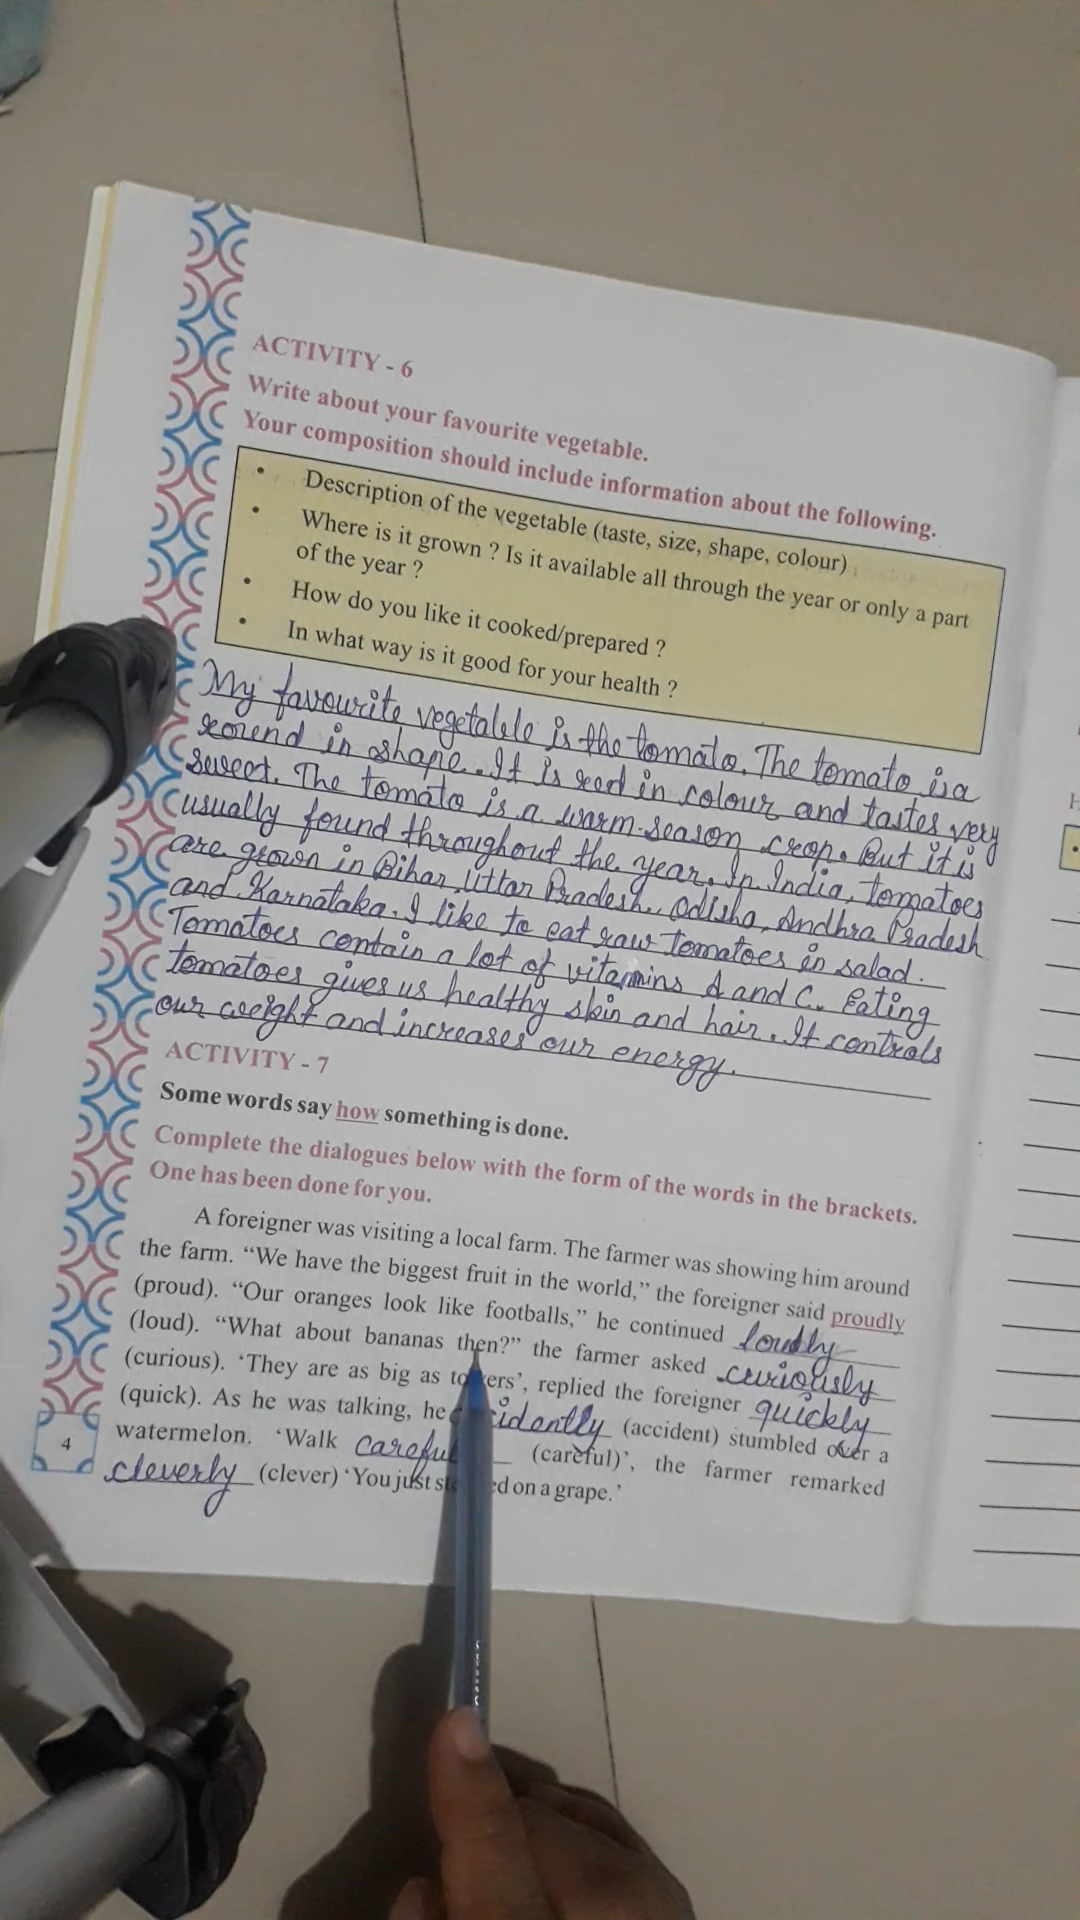 ACTIVITY - 6
Write about your favourite vegetable.
Your composition should include information about the following.
• Description of the vegetable (taste, size, shape, colour)
• Where is it grown ? Is it available all through the year or only a part
of the year ?
• How do you like it cooked/prepared ?
• In what way is it good for your health ?
My favourite vegetable is the tomato. The tomato is a
round in shape. It is red in colour and tastes very
sweet. The tomato is a warm-season crop. But it is
usually found throughout the year. In India, tomatoes
are grown in Bihar, Uttar Pradesh, Odisha, Andhra Pradesh
and Karnataka. I like to eat raw tomatoes in salad.
Tomatoes contain a lot of vitamins A and C. Eating
tomatoes gives us healthy skin and hair. It controls
our weight and increases our energy.
ACTIVITY - 7
Some words say how something is done.
Complete the dialogues below with the form of the words in the brackets.
One has been done for you.
A foreigner was visiting a local farm. The farmer was showing him around
the farm. “We have the biggest fruit in the world,” the foreigner said proudly
(proud). “Our oranges look like footballs,” he continued loudly
(loud). “What about bananas then?” the farmer asked curiously
(curious). ‘They are as big as replied the foreigner quickly
(quick). As he was talking, he (accident) stumbled over a
watermelon. ‘Walk (careful)’, the farmer remarked
cleverly (clever) ‘You just on a grape.’
4